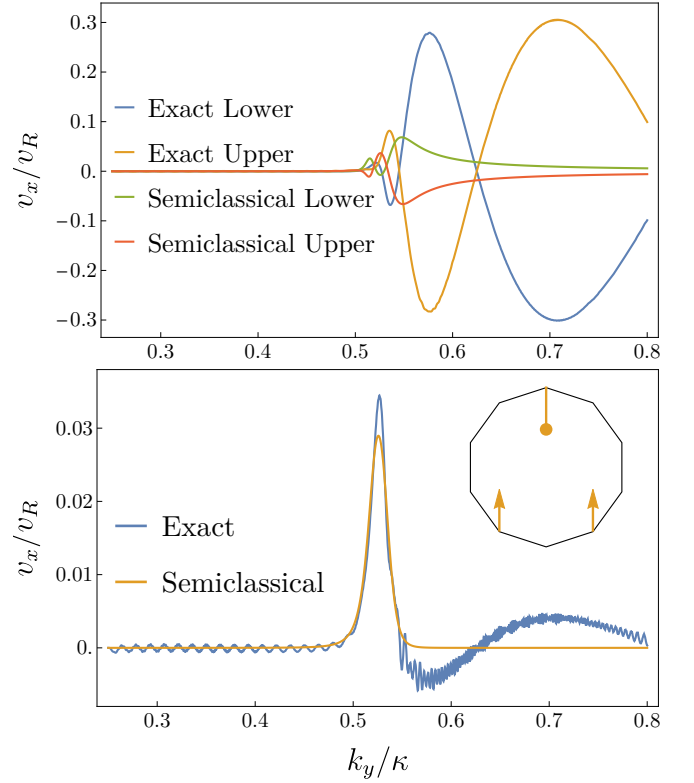 0.3
0.2
0.1
0
-0.1
-0.2
-0.3
v_x/v_R
Exact Lower
Exact Upper
Semiclassical Lower
Semiclassical Upper
0.3 0.4 0.5 0.6 0.7 0.8
0.03
0.02
0.01
0.
v_x/v_R
Exact
Semiclassical
0.3 0.4 0.5 0.6 0.7 0.8
k_y/κ